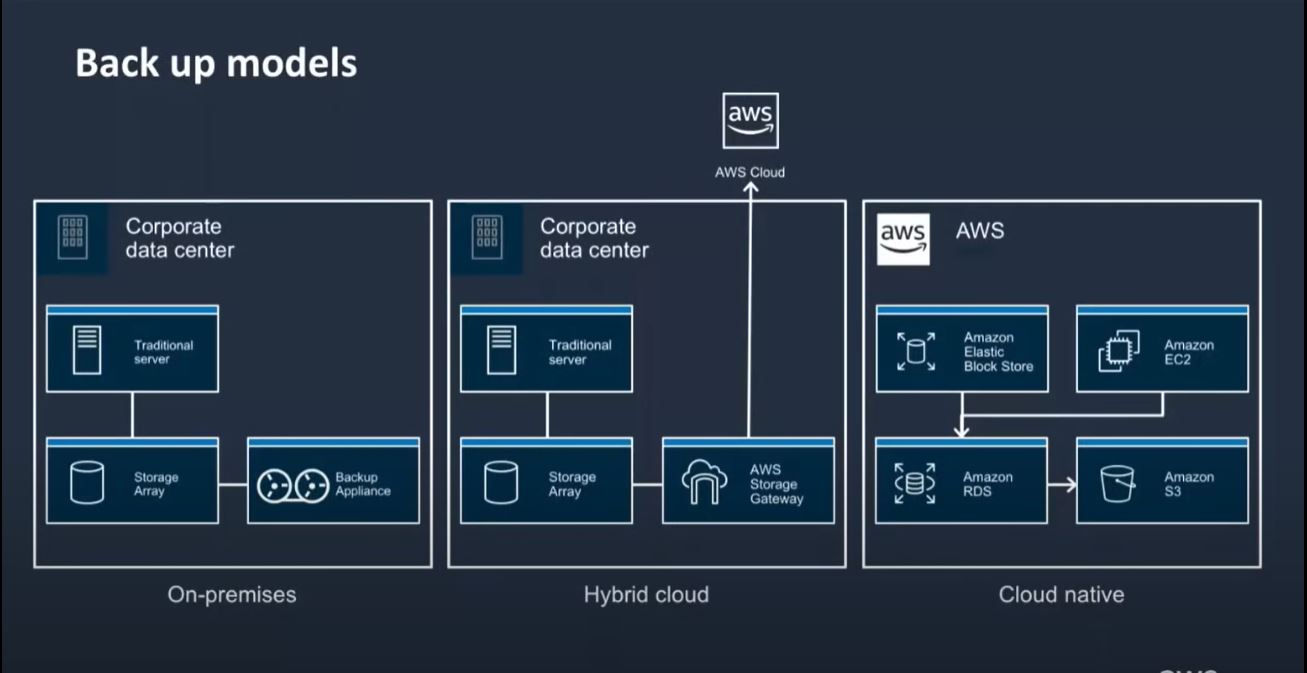 Back up models
aws
AWS Cloud
Corporate
data center
Traditional
server
Storage
Array
Backup
Appliance
On-premises
Corporate
data center
Traditional
server
Storage
Array
AWS
Storage
Gateway
Hybrid cloud
aws
AWS
Amazon
Elastic
Block Store
Amazon
EC2
Amazon
RDS
Amazon
S3
Cloud native